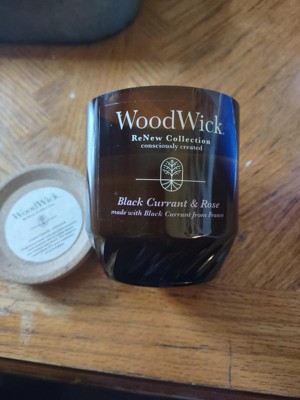 WoodWick
ReNew Collection
consciously created
Black Currant & Rose
made with Black Currant from France
WoodWick